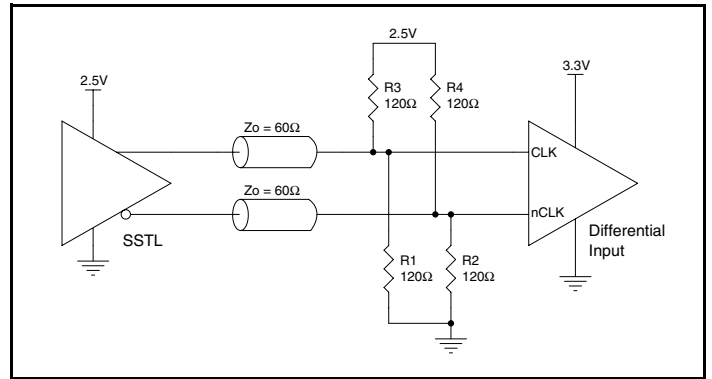 2.5V
2.5V
3.3V
R3
120Ω
R4
120Ω
Zo = 60Ω
CLK
Zo = 60Ω
nCLK
SSTL
Differential
Input
R1
120Ω
R2
120Ω